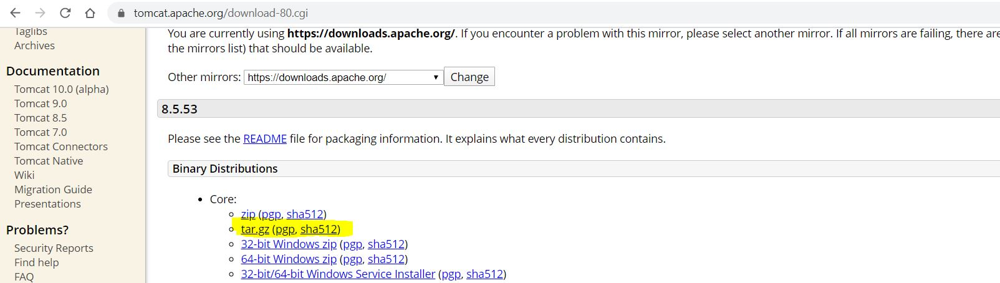 tomcat.apache.org/download-80.cgi
Taglibs
Archives
Documentation
Tomcat 10.0 (alpha)
Tomcat 9.0
Tomcat 8.5
Tomcat 7.0
Tomcat Connectors
Tomcat Native
Wiki
Migration Guide
Presentations
Problems?
Security Reports
Find help
FAQ
You are currently using https://downloads.apache.org/. If you encounter a problem with this mirror, please select another mirror. If all mirrors are failing, there are
the mirrors list) that should be available.
Other mirrors: https://downloads.apache.org/ Change
8.5.53
Please see the README file for packaging information. It explains what every distribution contains.
Binary Distributions
Core:
zip (pgp, sha512)
tar.gz (pgp, sha512)
32-bit Windows zip (pgp, sha512)
64-bit Windows zip (pgp, sha512)
32-bit/64-bit Windows Service Installer (pgp, sha512)